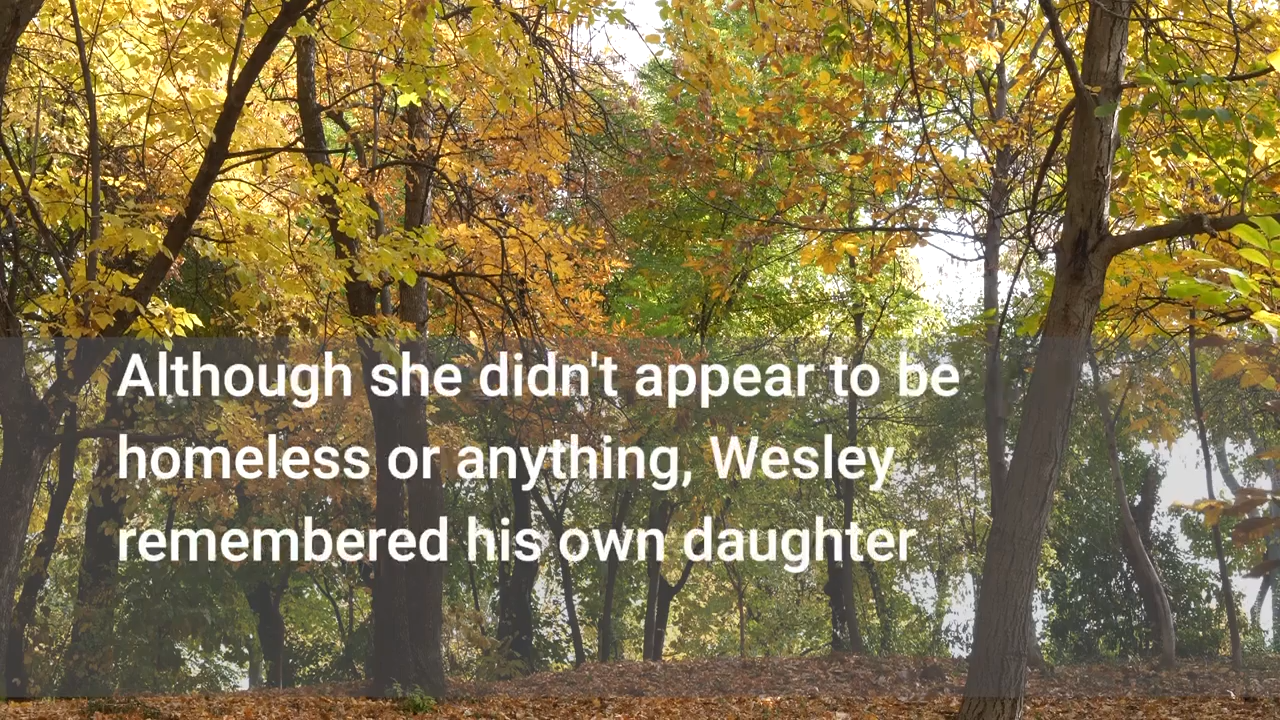 Although she didn't appear to be
homeless or anything, Wesley
remembered his own daughter